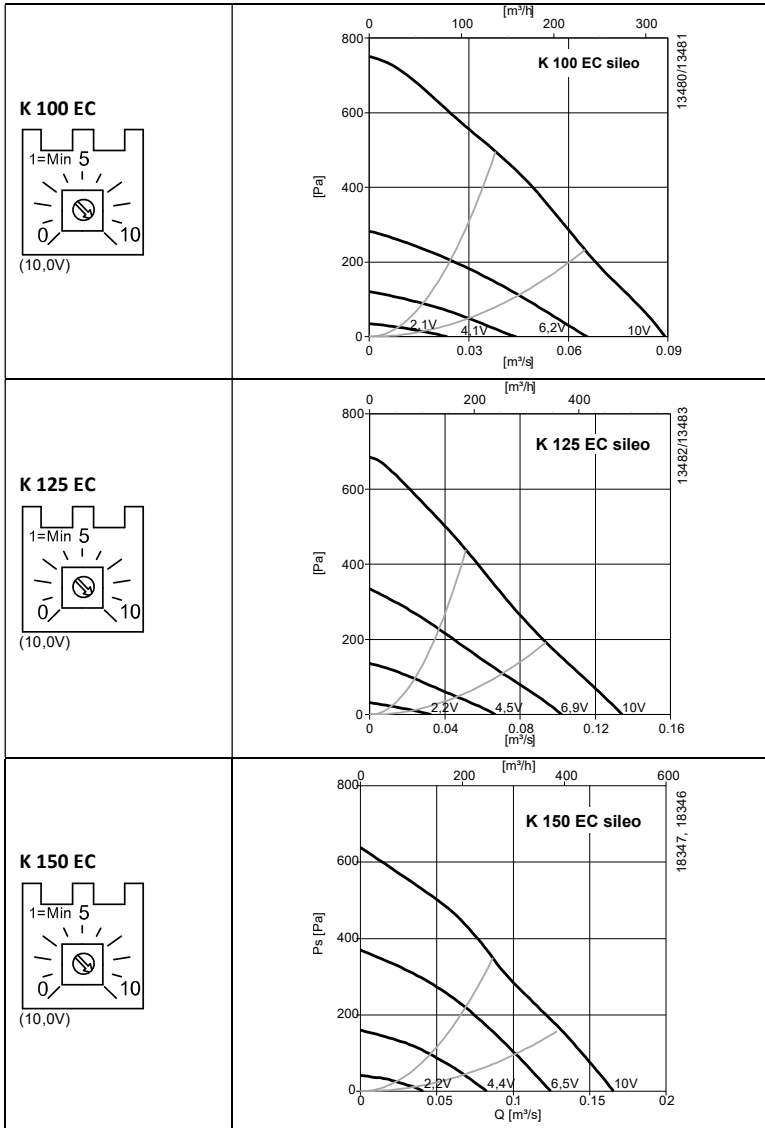 K 100 EC
1=Min 5
0 10
(10,0V)
[m³/h]
0 100 200 300
800
600
400
200
0
[Pa]
K 100 EC sileo
13480/13481
2,1V 4,1V 6,2V 10V
0 0.03 0.06 0.09
[m³/s]
K 125 EC
1=Min 5
0 10
(10,0V)
[m³/h]
0 200 400
800
600
400
200
0
[Pa]
K 125 EC sileo
13482/13483
2,2V 4,5V 6,9V 10V
0 0.04 0.08 0.12 0.16
[m³/s]
K 150 EC
1=Min 5
0 10
(10,0V)
[m³/h]
0 200 400 600
800
600
400
200
0
Ps [Pa]
K 150 EC sileo
18347, 18346
2,2V 4,4V 6,5V 10V
0 0.05 0.1 0.15 02
Q [m³/s]